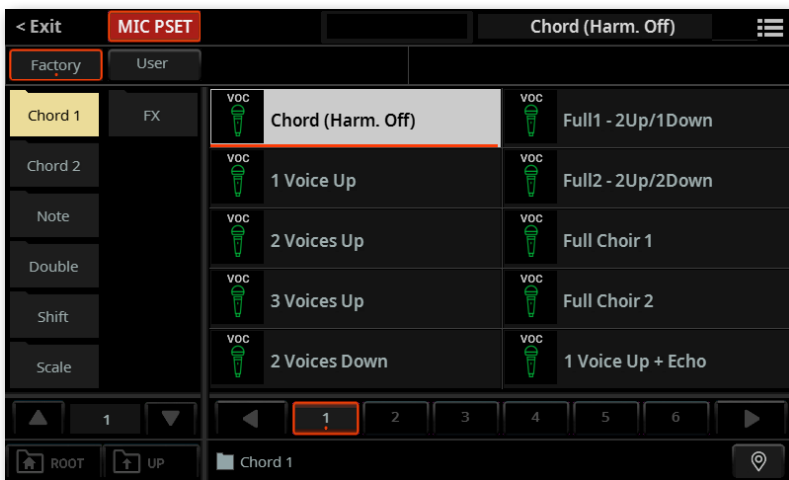 < Exit MIC PSET Chord (Harm. Off)
Factory User
Chord 1 FX
Chord 2
Note
Double
Shift
Scale
VOC Chord (Harm. Off) VOC Full1 - 2Up/1Down
VOC 1 Voice Up VOC Full2 - 2Up/2Down
VOC 2 Voices Up VOC Full Choir 1
VOC 3 Voices Up VOC Full Choir 2
VOC 2 Voices Down VOC 1 Voice Up + Echo
1 1 2 3 4 5 6
ROOT UP Chord 1